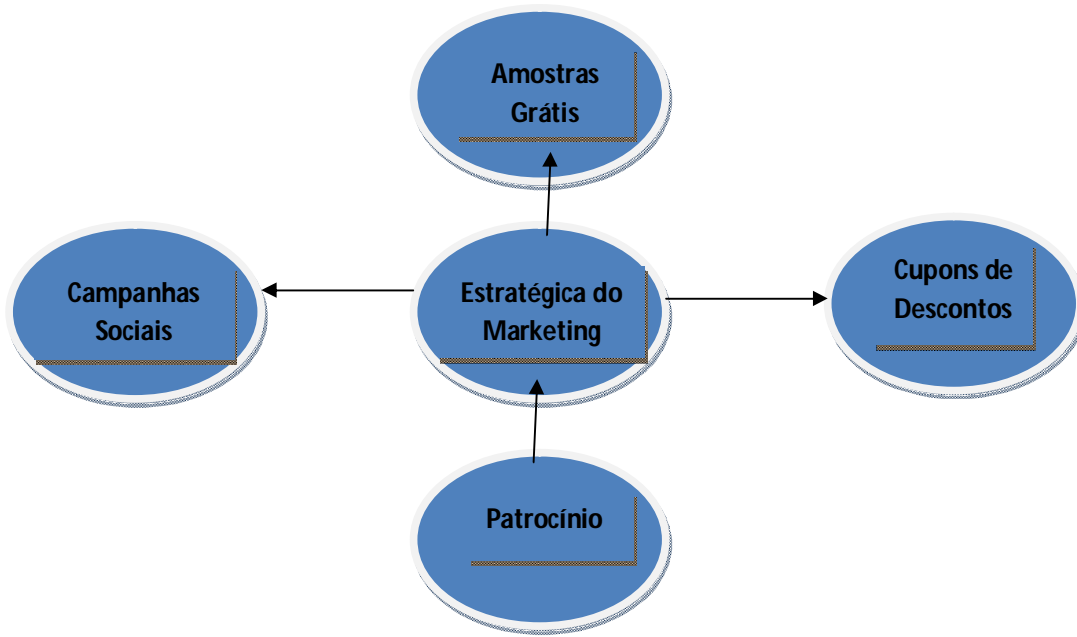 Amostras
Grátis
Campanhas
Sociais
Estratégica do
Marketing
Cupons de
Descontos
Patrocínio